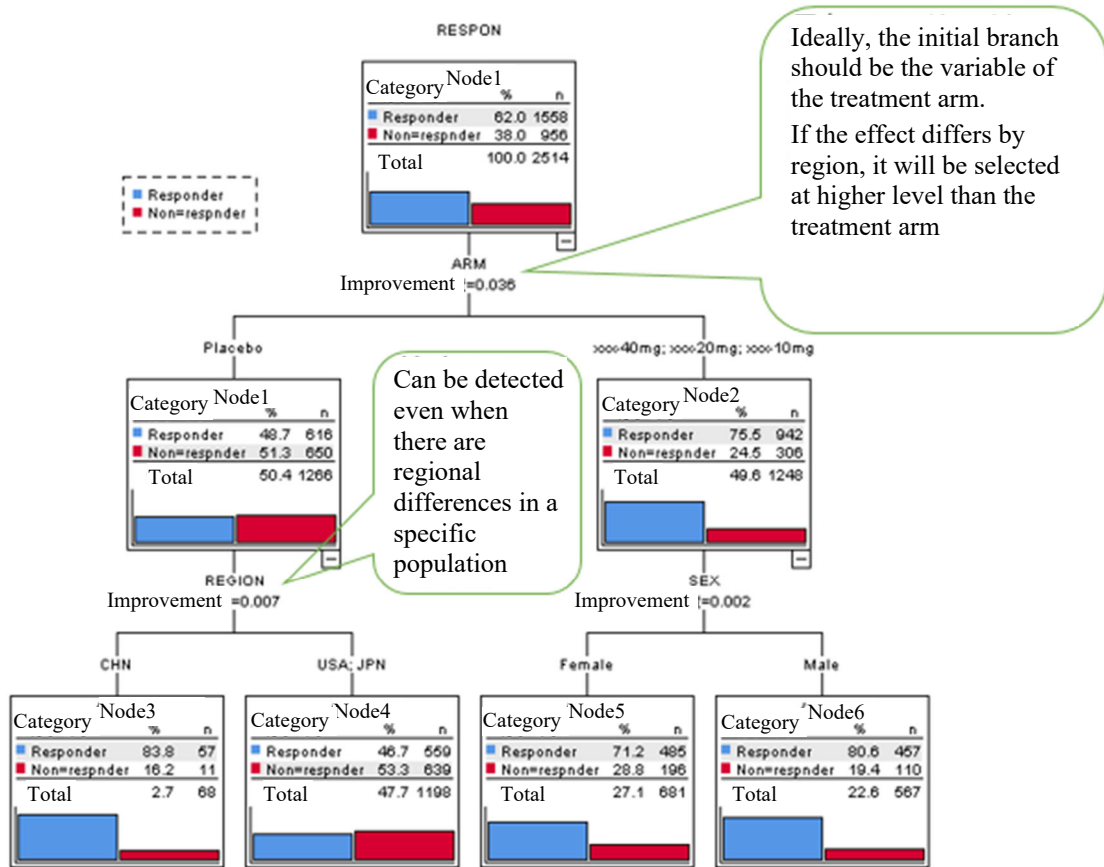 RESPON
Category Node1
% n
Responder 62.0 1558
Non=respnder 38.0 956
Total 100.0 2514
Responder
Non=respnder
Ideally, the initial branch
should be the variable of
the treatment arm.
If the effect differs by
region, it will be selected
at higher level than the
treatment arm
ARM
Improvement =0.036
Placebo
xxx-40mg; xxx-20mg; xxx-10mg
Category Node1
% n
Responder 48.7 616
Non=respnder 51.3 650
Total 50.4 1266
Can be detected
even when
there are
regional
differences in a
specific
population
Category Node2
% n
Responder 75.5 942
Non=respnder 24.5 306
Total 49.6 1248
REGION
Improvement =0.007
SEX
Improvement =0.002
CHN
USA; JPN
Female
Male
Category Node3
% n
Responder 83.8 57
Non=respnder 16.2 11
Total 2.7 68
Category Node4
% n
Responder 46.7 559
Non=respnder 53.3 639
Total 47.7 1198
Category Node5
% n
Responder 71.2 485
Non=respnder 28.8 196
Total 27.1 681
Category Node6
% n
Responder 80.6 457
Non=respnder 19.4 110
Total 22.6 567